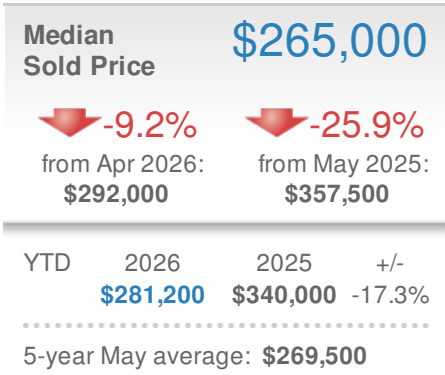 Median $265,000
Sold Price
-9.2% -25.9%
from Apr 2026: from May 2025:
$292,000 $357,500
YTD 2026 2025 +/-
$281,200 $340,000 -17.3%
5-year May average: $269,500